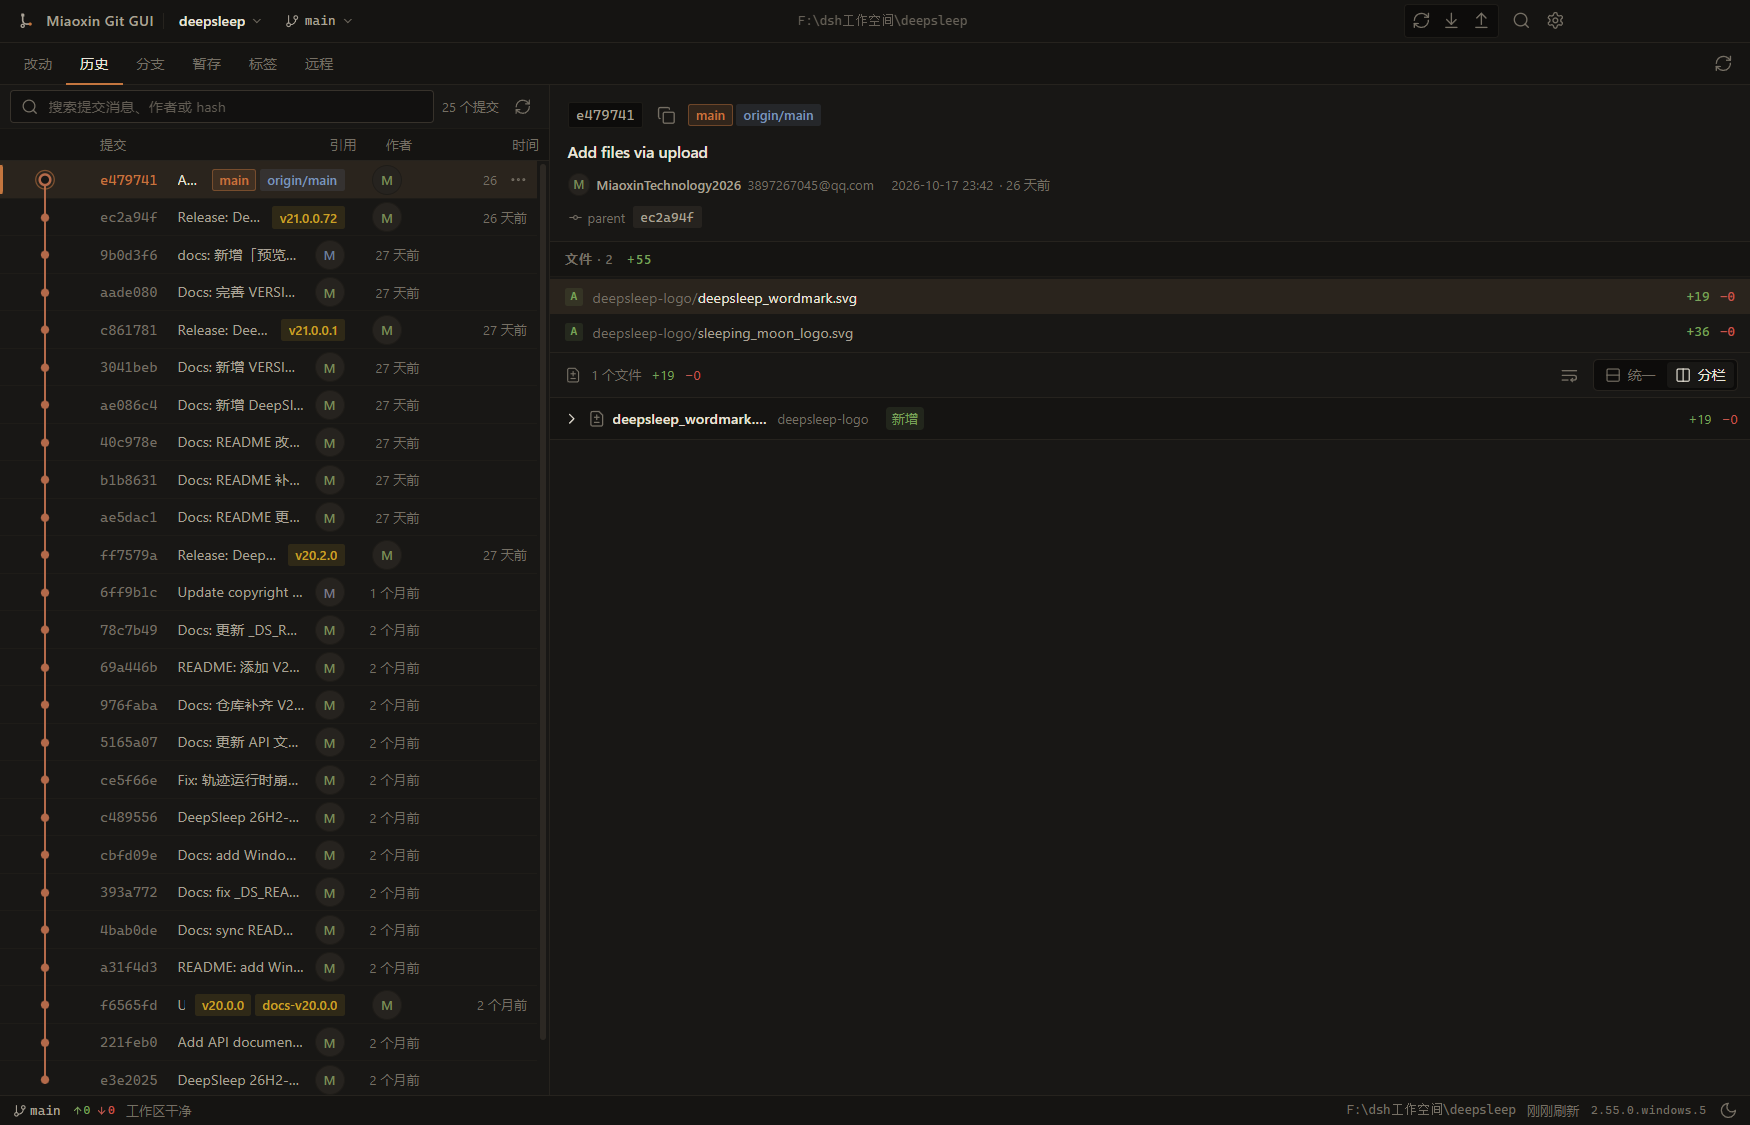 Miaoxin Git GUI deepsleep main F:\dsh工作空间\deepsleep
改动 历史 分支 暂存 标签 远程
搜索提交消息、作者或 hash 25 个提交
提交 引用 作者 时间
e479741 A... main origin/main M 26 ···
ec2a94f Release: De... v21.0.0.72 M 26 天前
9b0d3f6 docs: 新增「预览... M 27 天前
aade080 Docs: 完善 VERSI... M 27 天前
c861781 Release: Dee... v21.0.0.1 M 27 天前
3041beb Docs: 新增 VERSI... M 27 天前
ae086c4 Docs: 新增 DeepSl... M 27 天前
40c978e Docs: README 改... M 27 天前
b1b8631 Docs: README 补... M 27 天前
ae5dac1 Docs: README 更... M 27 天前
ff7579a Release: Deep... v20.2.0 M 27 天前
6ff9b1c Update copyright ... M 1 个月前
78c7b49 Docs: 更新 _DS_R... M 2 个月前
69a446b README: 添加 V2... M 2 个月前
976faba Docs: 仓库补齐 V2... M 2 个月前
5165a07 Docs: 更新 API 文... M 2 个月前
ce5f66e Fix: 轨迹运行时崩... M 2 个月前
c489556 DeepSleep 26H2-... M 2 个月前
cbfd09e Docs: add Windo... M 2 个月前
393a772 Docs: fix _DS_REA... M 2 个月前
4bab0de Docs: sync READ... M 2 个月前
a31f4d3 README: add Win... M 2 个月前
f6565fd U v20.0.0 docs-v20.0.0 M 2 个月前
221feb0 Add API documen... M 2 个月前
e3e2025 DeepSleep 26H2-... M 2 个月前
e479741 main origin/main
Add files via upload
M MiaoxinTechnology2026 3897267045@qq.com 2026-10-17 23:42 · 26 天前
parent ec2a94f
文件 · 2 +55
A deepsleep-logo/deepsleep_wordmark.svg +19 −0
A deepsleep-logo/sleeping_moon_logo.svg +36 −0
1 个文件 +19 −0 统一 分栏
deepsleep_wordmark.... deepsleep-logo 新增 +19 −0
main ↑0 ↓0 工作区干净 F:\dsh工作空间\deepsleep 刚刚刷新 2.55.0.windows.5